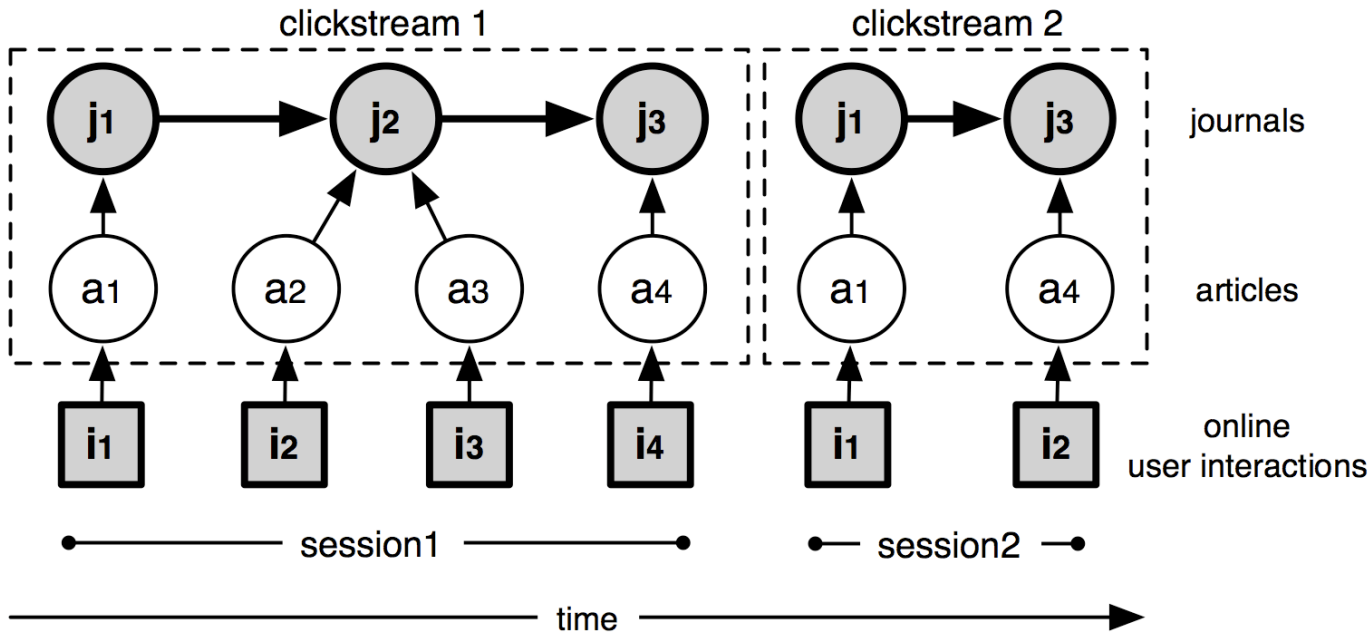 clickstream 1
clickstream 2
j1
j2
j3
j1
j3
journals
a1
a2
a3
a4
a1
a4
articles
i1
i2
i3
i4
i1
i2
online
user interactions
session1
session2
time